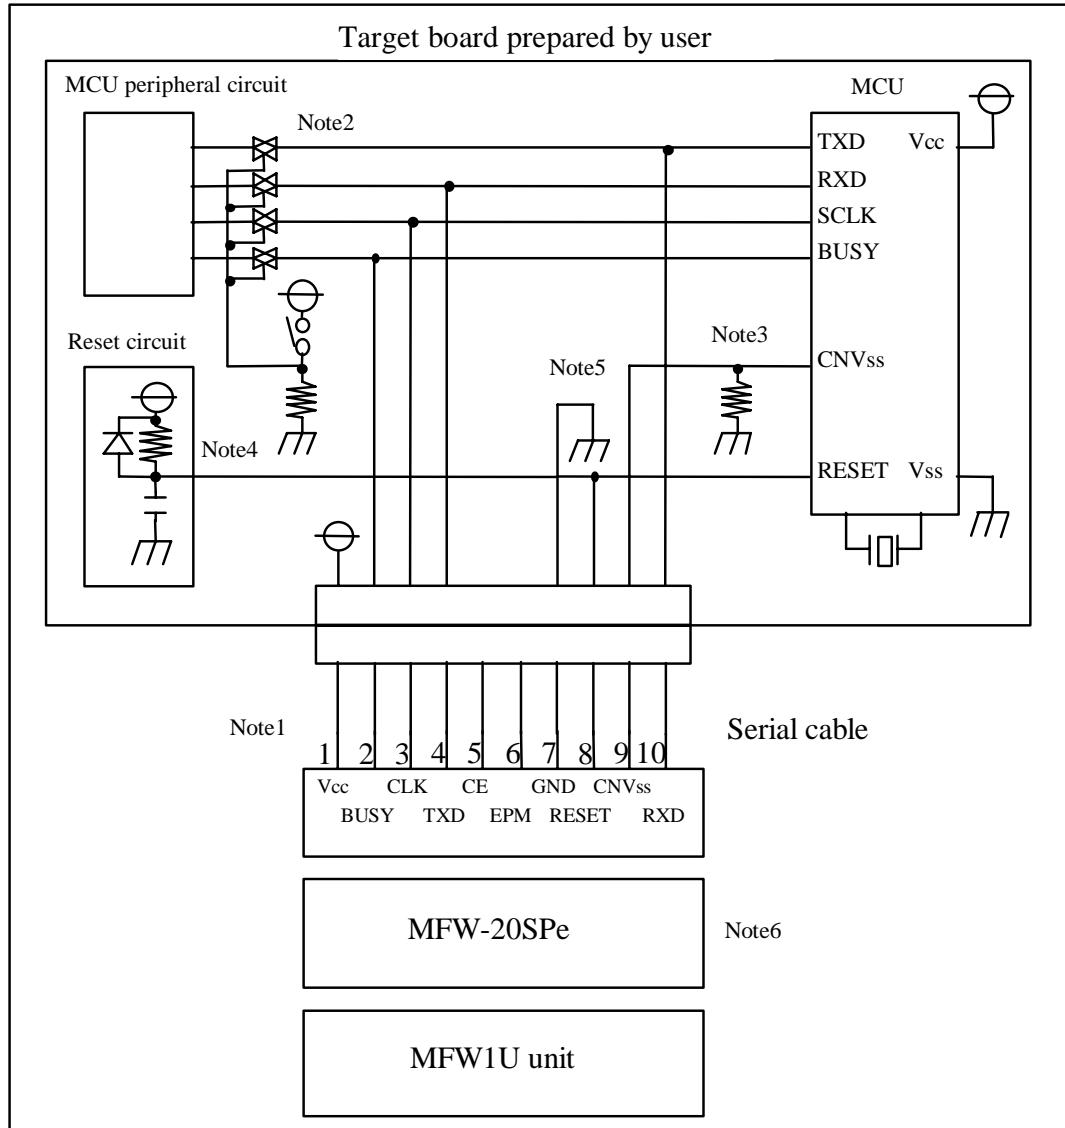 Target board prepared by user
MCU peripheral circuit
MCU
Note2
TXD
Vcc
RXD
SCLK
BUSY
Reset circuit
Note3
Note5
CNVss
Note4
RESET
Vss
Note1
Serial cable
1 2 3 4 5 6 7 8 9 10
Vcc CLK CE GND CNVss
BUSY TXD EPM RESET RXD
MFW-20SPe
Note6
MFW1U unit